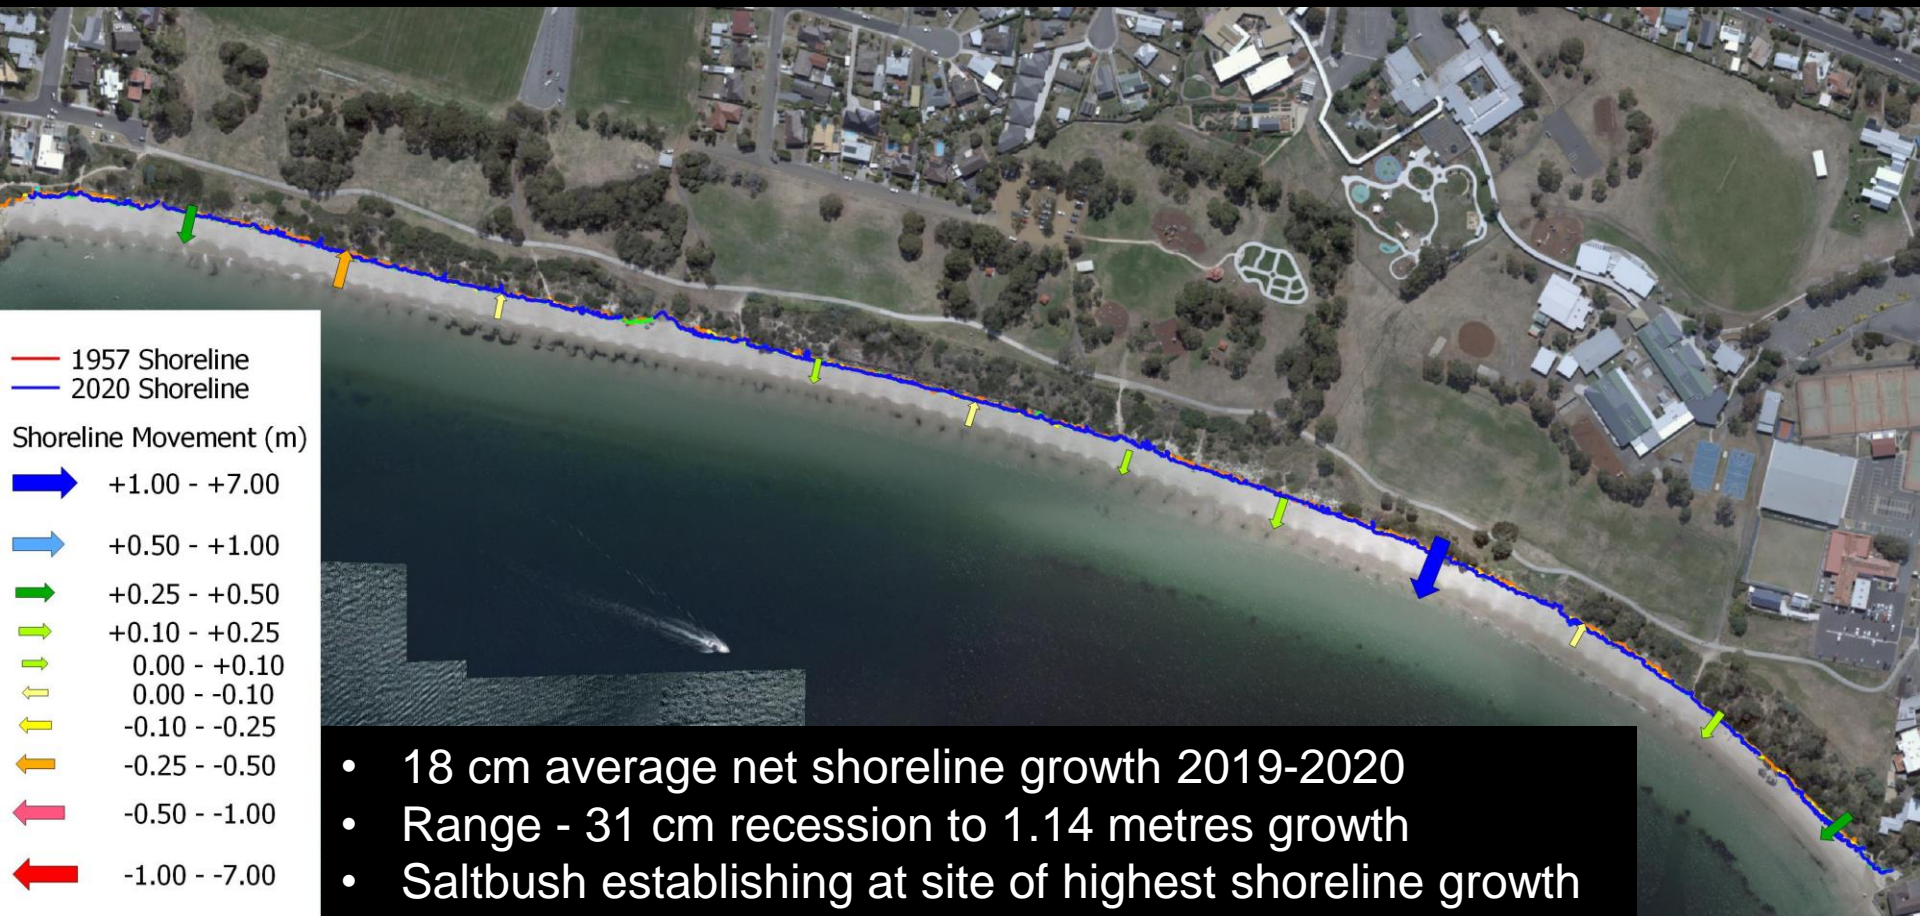 1957 Shoreline
2020 Shoreline
Shoreline Movement (m)
+1.00 - +7.00
+0.50 - +1.00
+0.25 - +0.50
+0.10 - +0.25
0.00 - +0.10
0.00 - -0.10
-0.10 - -0.25
-0.25 - -0.50
-0.50 - -1.00
-1.00 - -7.00
• 18 cm average net shoreline growth 2019-2020
• Range - 31 cm recession to 1.14 metres growth
• Saltbush establishing at site of highest shoreline growth